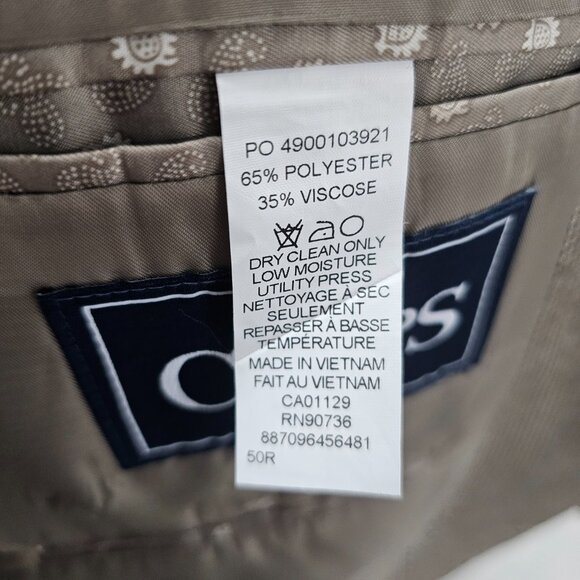 PO 4900103921
65% POLYESTER
35% VISCOSE
DRY CLEAN ONLY
LOW MOISTURE
UTILITY PRESS
NETTOYAGE À SEC
SEULEMENT
REPASSER À BASSE
TEMPÉRATURE
MADE IN VIETNAM
FAIT AU VIETNAM
CA01129
RN90736
887096456481
50R